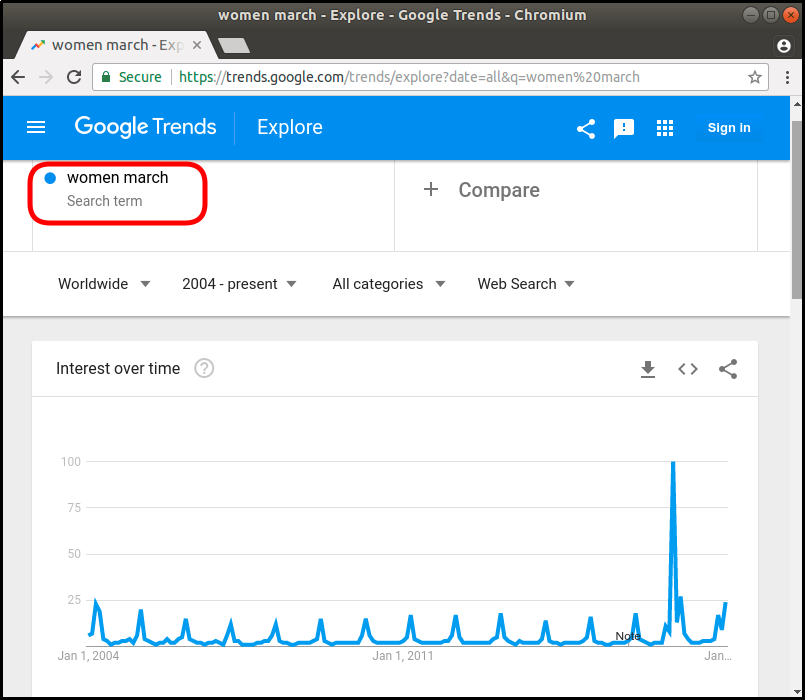 women march - Explore - Google Trends - Chromium
women march - Exp
Secure https://trends.google.com/trends/explore?date=all&q=women%20march
Google Trends Explore Sign in
women march
Search term
+ Compare
Worldwide 2004 - present All categories Web Search
Interest over time ?
100
75
50
25
Note
Jan 1, 2004 Jan 1, 2011 Jan...